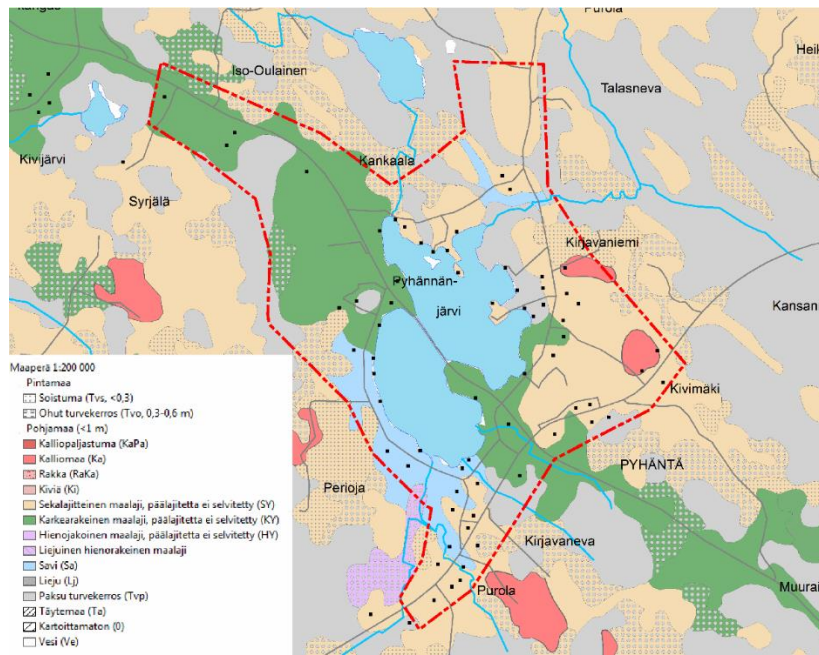 Kangas
Purola
Iso-Oulainen
Heik
Talasneva
Kivijärvi
Kankaala
Syrjälä
Kirjavaniemi
Pyhännän-
järvi
Kansan
Maaperä 1:200 000
Pintamaa
Soistuma (Tvs, <0,3)
Ohut turvekerros (Tvo, 0,3-0,6 m)
Pohjamaa (<1 m)
Kalliopaljastuma (KaPa)
Kalliomaa (Ka)
Rakka (RaKa)
Kiviä (Ki)
Sekalajitteinen maalaji, päälajitetta ei selvitetty (SY)
Karkearakeinen maalaji, päälajitetta ei selvitetty (KY)
Hienojakoinen maalaji, päälajitetta ei selvitetty (HY)
Liejuinen hienorakeinen maalaji
Savi (Sa)
Lieju (Lj)
Paksu turvekerros (Tvp)
Täytemaa (Ta)
Kartoittamaton (0)
Vesi (Ve)
Kivimäki
PYHÄNTÄ
Perioja
Kirjavaneva
Purola
Muurai